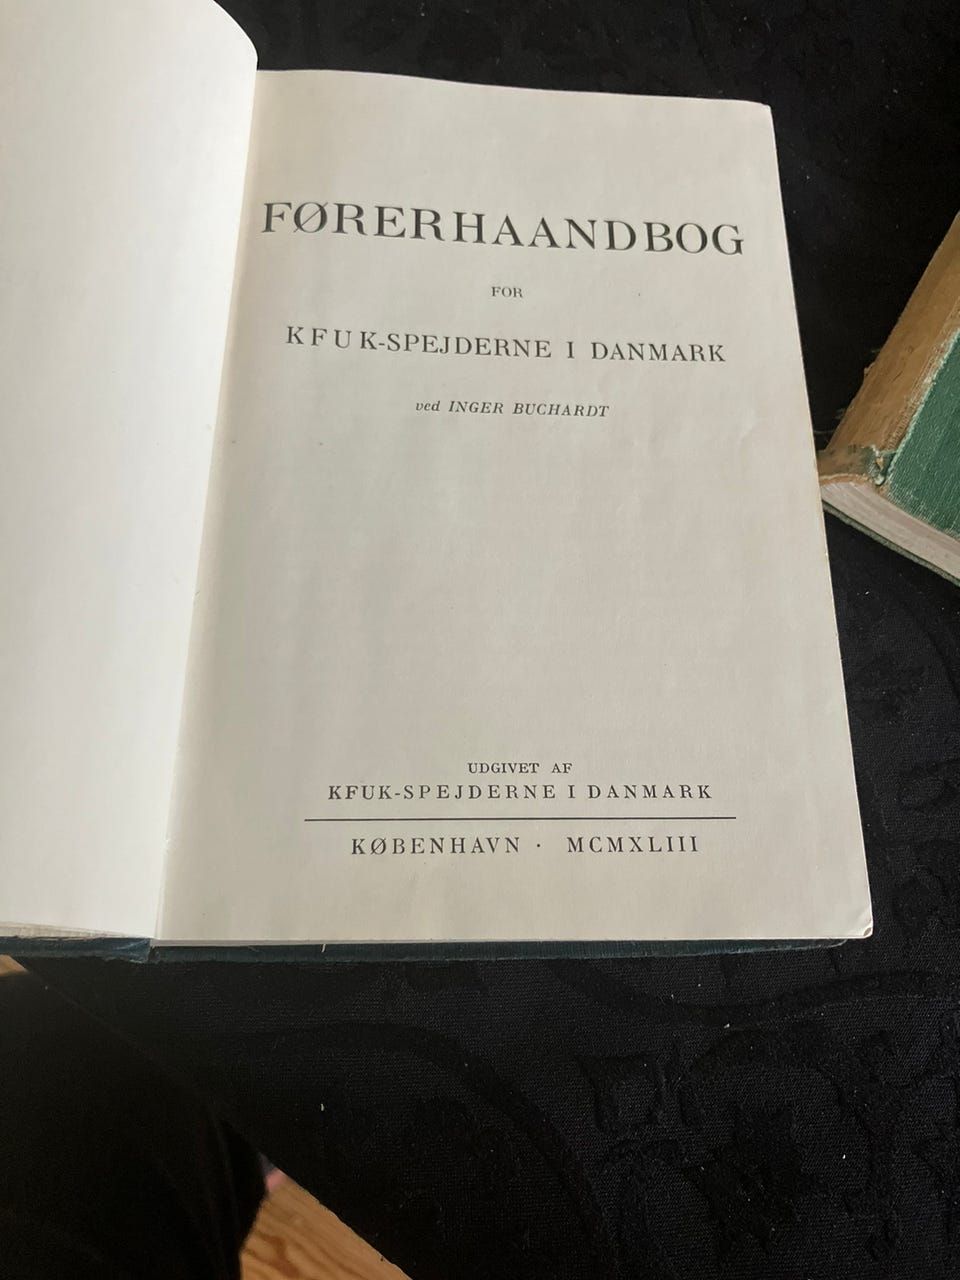 FØRERHAANDBOG
FOR
KFUK-SPEJDERNE I DANMARK
ved INGER BUCHARDT
UDGIVET AF
KFUK-SPEJDERNE I DANMARK
KØBENHAVN · MCMXLIII